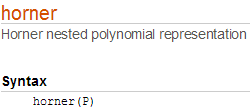 horner
Horner nested polynomial representation
Syntax
horner(P)